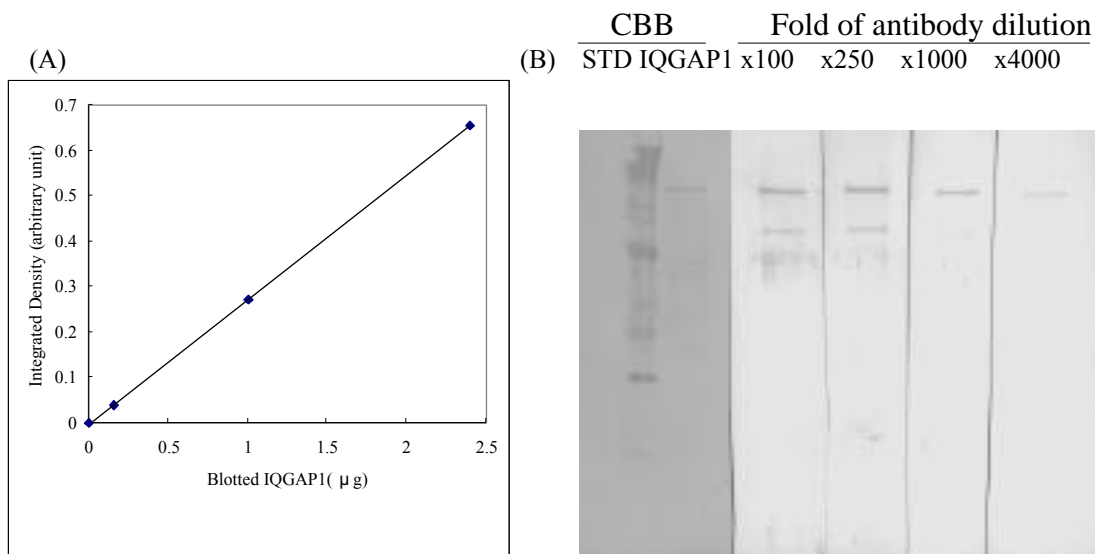 CBB Fold of antibody dilution
(A) (B) STD IQGAP1 x100 x250 x1000 x4000
0.7
0.6
0.5
0.4
0.3
0.2
0.1
0
Integrated Density (arbitrary unit)
0 0.5 1 1.5 2 2.5
Blotted IQGAP1( μ g)